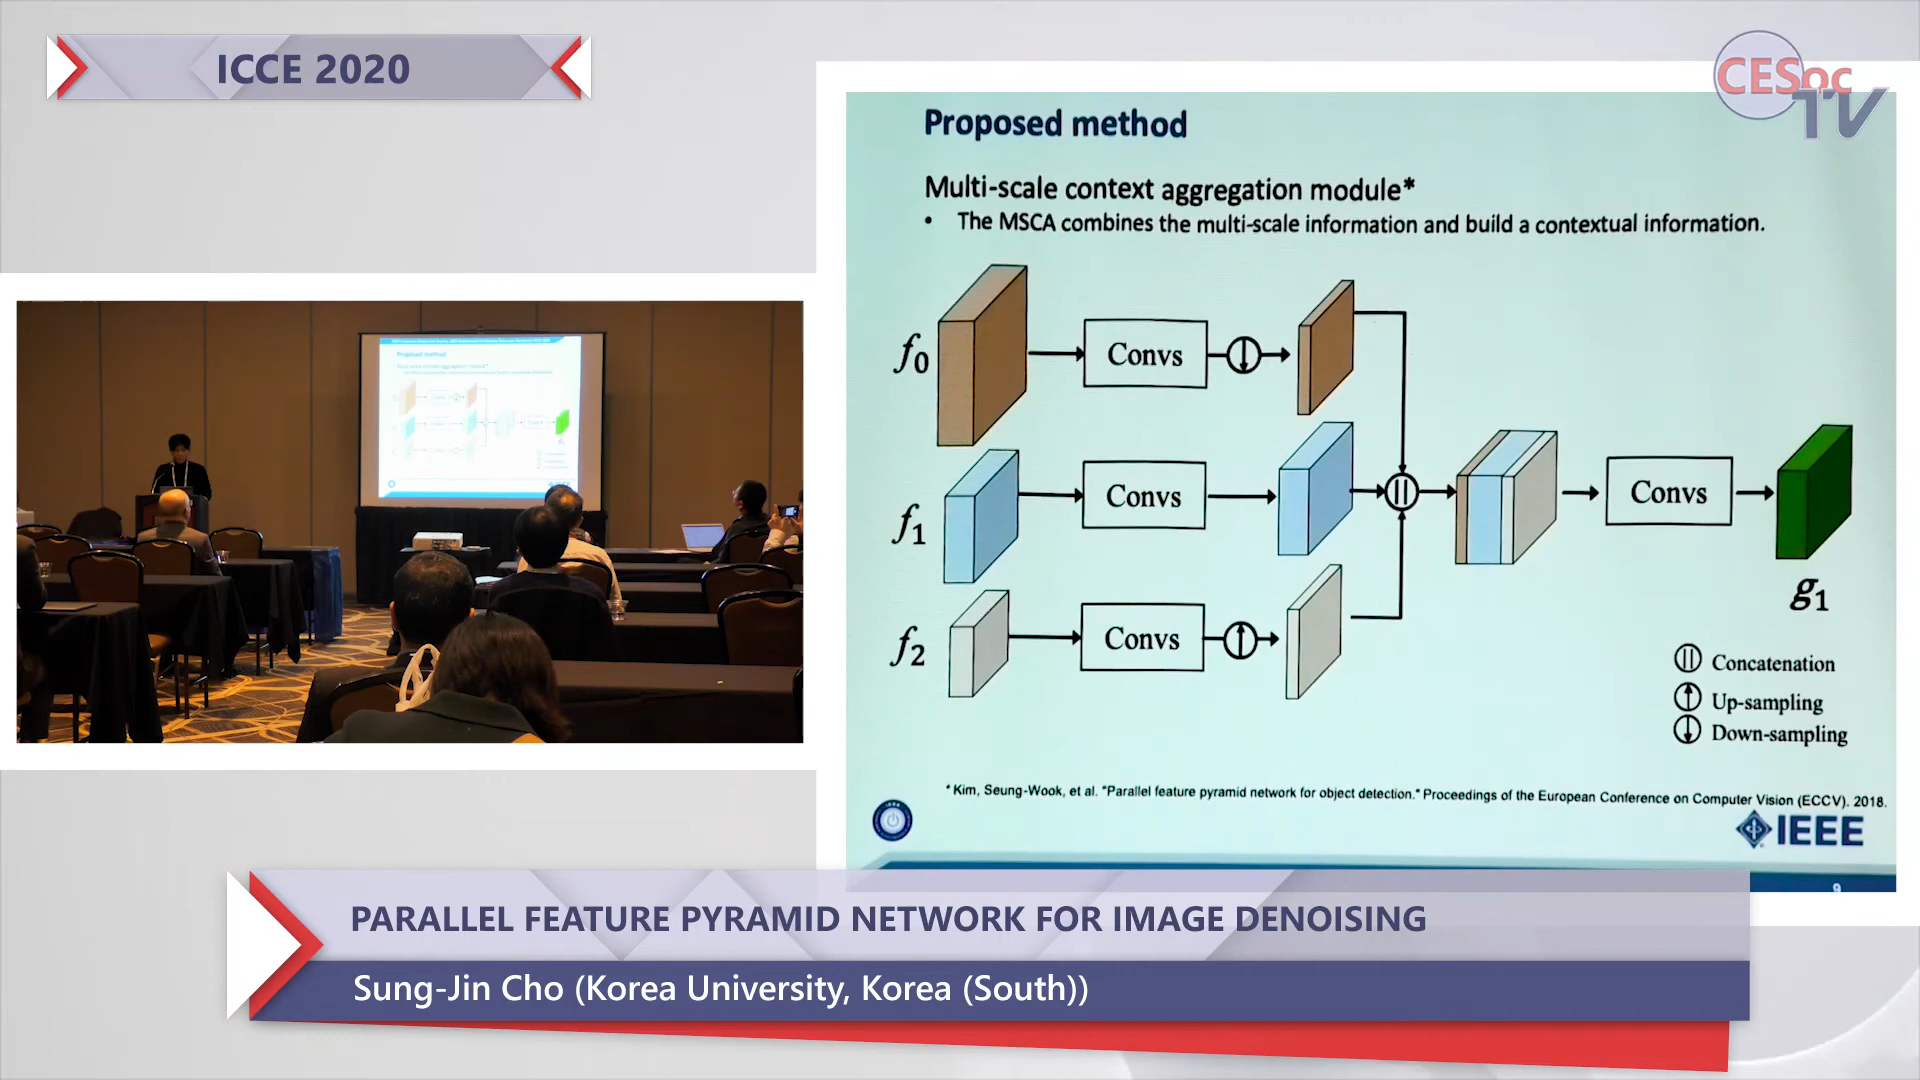 ICCE 2020
CESoc
TV
Proposed method
Multi-scale context aggregation module*
• The MSCA combines the multi-scale information and build a contextual information.
f0
Convs
f1
Convs
Convs
g1
f2
Convs
Concatenation
Up-sampling
Down-sampling
* Kim, Seung-Wook, et al. "Parallel feature pyramid network for object detection." Proceedings of the European Conference on Computer Vision (ECCV). 2018.
IEEE
9
PARALLEL FEATURE PYRAMID NETWORK FOR IMAGE DENOISING
Sung-Jin Cho (Korea University, Korea (South))